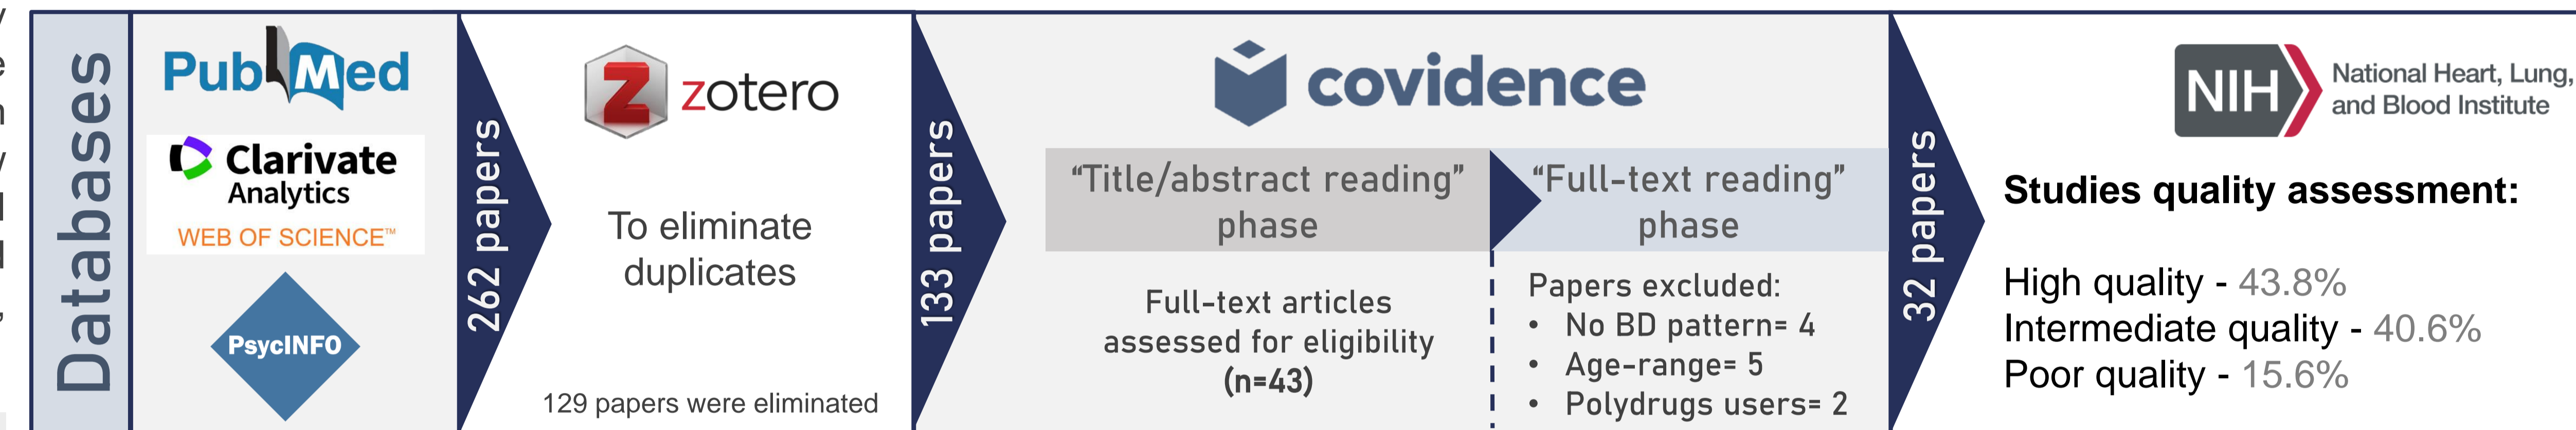 Databases
PubMed
Clarivate
Analytics
WEB OF SCIENCE™
PsycINFO
262 papers
Z zotero
To eliminate
duplicates
129 papers were eliminated
133 papers
covidence
“Title/abstract reading”
phase
Full-text articles
assessed for eligibility
(n=43)
“Full-text reading”
phase
Papers excluded:
• No BD pattern= 4
• Age-range= 5
• Polydrugs users= 2
32 papers
NIH
National Heart, Lung,
and Blood Institute
Studies quality assessment:
High quality - 43.8%
Intermediate quality - 40.6%
Poor quality - 15.6%